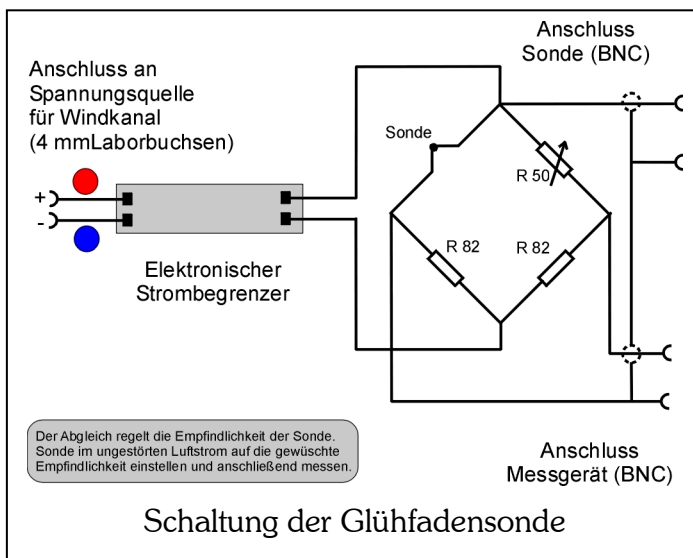 Anschluss
Sonde (BNC)
Anschluss an
Spannungsquelle
für Windkanal
(4 mmLaborbuchsen)
Sonde
R 50
+
-
R 82
R 82
Elektronischer
Strombegrenzer
Der Abgleich regelt die Empfindlichkeit der Sonde.
Sonde im ungestörten Luftstrom auf die gewüschte
Empfindlichkeit einstellen und anschließend messen.
Anschluss
Messgerät (BNC)
Schaltung der Glühfadensonde